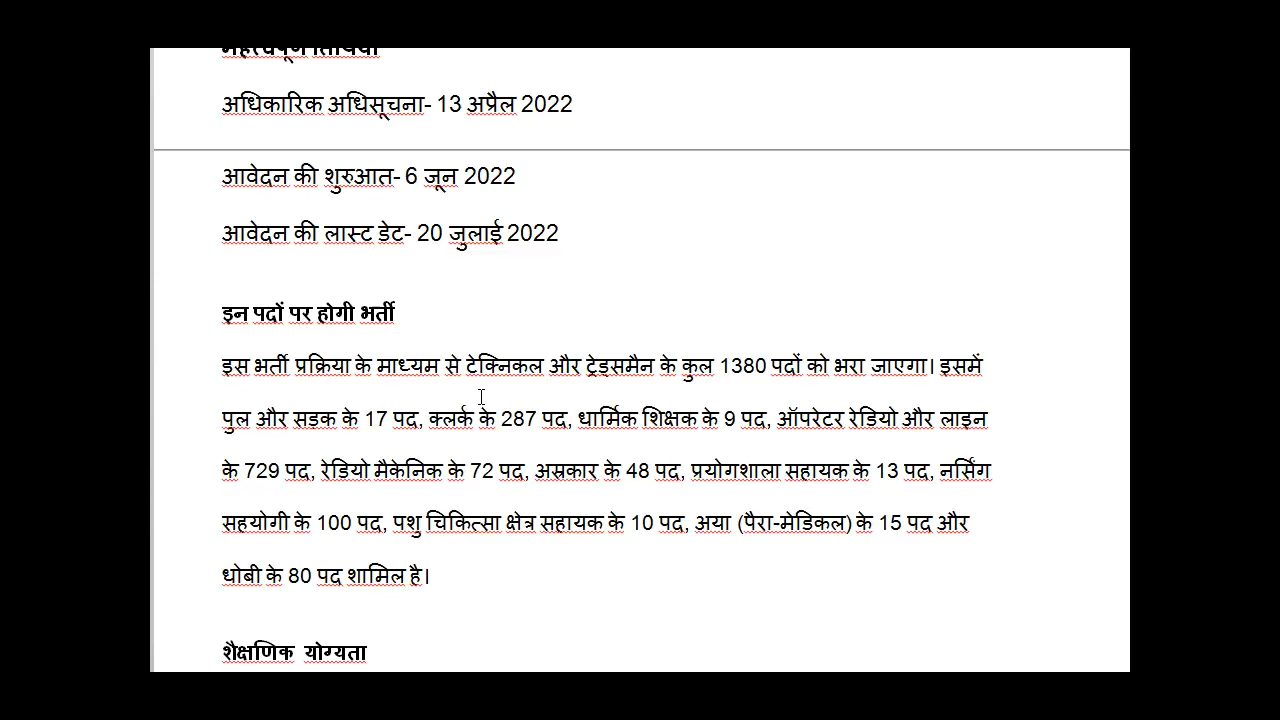 महत्वपूर्ण तिथियां
अधिकारिक अधिसूचना- 13 अप्रैल 2022
आवेदन की शुरुआत- 6 जून 2022
आवेदन की लास्ट डेट- 20 जुलाई 2022
इन पदों पर होगी भर्ती
इस भर्ती प्रक्रिया के माध्यम से टेक्निकल और ट्रेड्समैन के कुल 1380 पदों को भरा जाएगा। इसमें
पुल और सड़क के 17 पद, क्लर्क के 287 पद, धार्मिक शिक्षक के 9 पद, ऑपरेटर रेडियो और लाइन
के 729 पद, रेडियो मैकेनिक के 72 पद, अस्रकार के 48 पद, प्रयोगशाला सहायक के 13 पद, नर्सिंग
सहयोगी के 100 पद, पशु चिकित्सा क्षेत्र सहायक के 10 पद, अया (पैरा-मेडिकल) के 15 पद और
धोबी के 80 पद शामिल है।
शैक्षणिक योग्यता